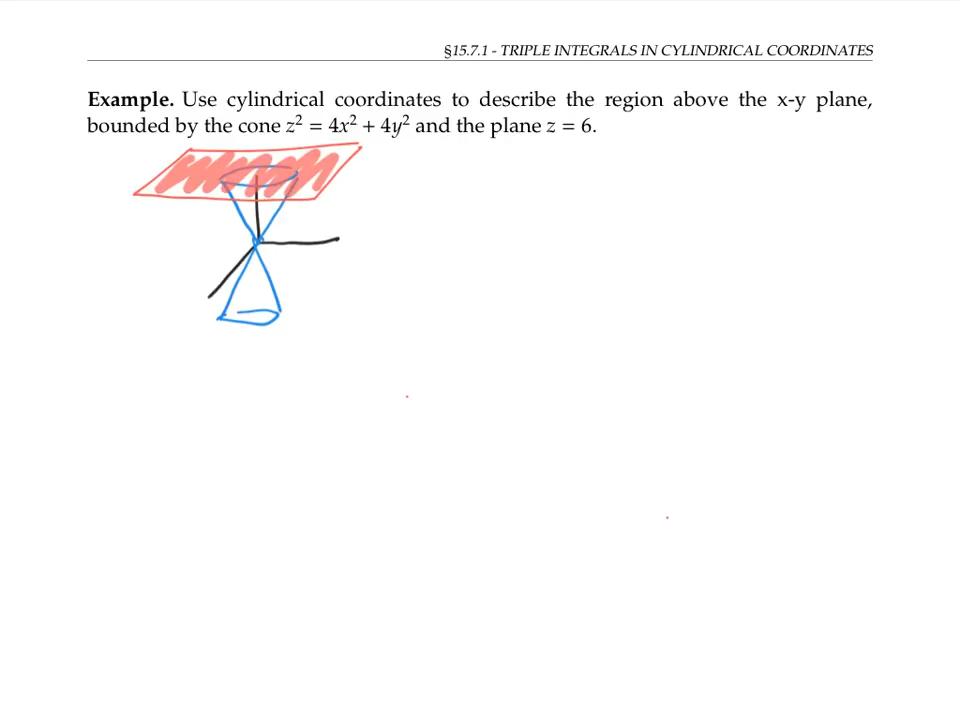 §15.7.1 - TRIPLE INTEGRALS IN CYLINDRICAL COORDINATES
Example. Use cylindrical coordinates to describe the region above the x-y plane,
bounded by the cone z² = 4x² + 4y² and the plane z = 6.